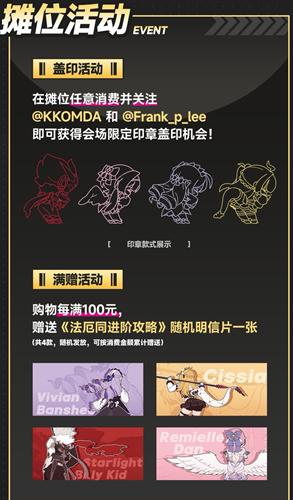 摊位活动 EVENT
盖印活动
在摊位任意消费并关注
@KKOMDA 和 @Frank_p_lee
即可获得会场限定印章盖印机会！
[ 印章款式展示 ]
满赠活动
购物每满100元，
赠送《法厄同进阶攻略》随机明信片一张
(共4款，随机发放，可按消费金额累计赠送)
Vivian
Banshee
Cissia
Starlight
Billy Kid
Remielle
Dan